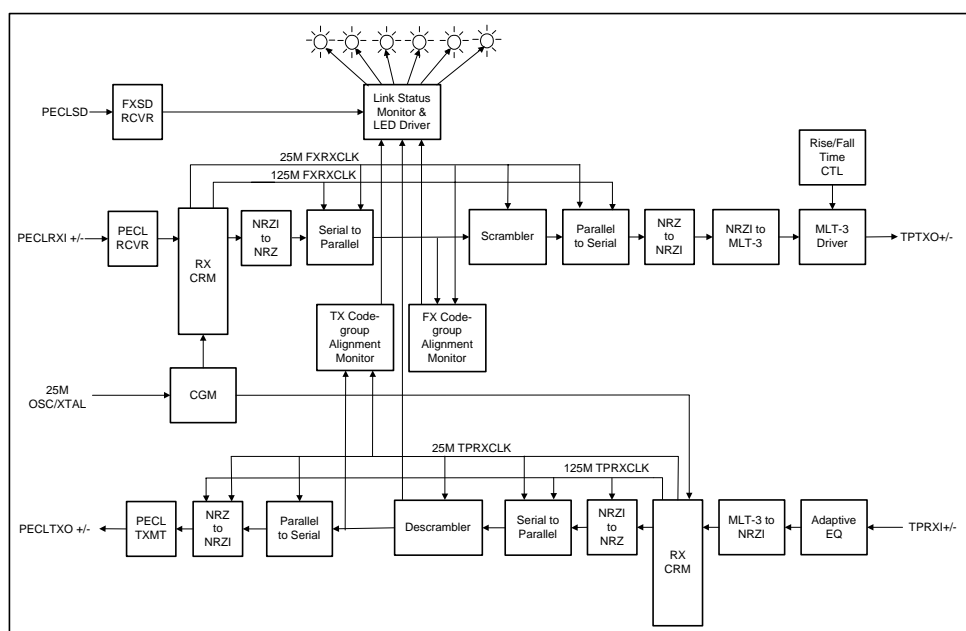 PECLSD
FXSD
RCVR
Link Status
Monitor &
LED Driver
25M FXRXCLK
125M FXRXCLK
Rise/Fall
Time
CTL
PECLRXI +/-
PECL
RCVR
RX
CRM
NRZI
to
NRZ
Serial to
Parallel
Scrambler
Parallel
to Serial
NRZ
to
NRZI
NRZI to
MLT-3
MLT-3
Driver
TPTXO+/-
TX Code-
group
Alignment
Monitor
FX Code-
group
Alignment
Monitor
25M
OSC/XTAL
CGM
25M TPRXCLK
125M TPRXCLK
PECLTXO +/-
PECL
TXMT
NRZ
to
NRZI
Parallel
to Serial
Descrambler
Serial to
Parallel
NRZI
to
NRZ
RX
CRM
MLT-3 to
NRZI
Adaptive
EQ
TPRXI+/-